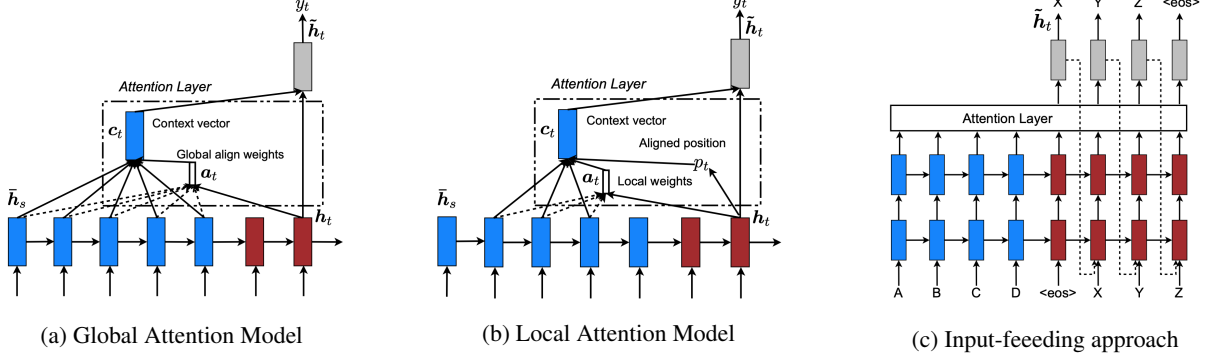 y_t
h̃_t
Attention Layer
c_t
Context vector
Global align weights
a_t
h̄_s
h_t
(a) Global Attention Model
y_t
h̃_t
Attention Layer
c_t
Context vector
Aligned position
p_t
a_t
Local weights
h̄_s
h_t
(b) Local Attention Model
X Y Z <eos>
h̃_t
Attention Layer
A B C D <eos> X Y Z
(c) Input-feeeding approach